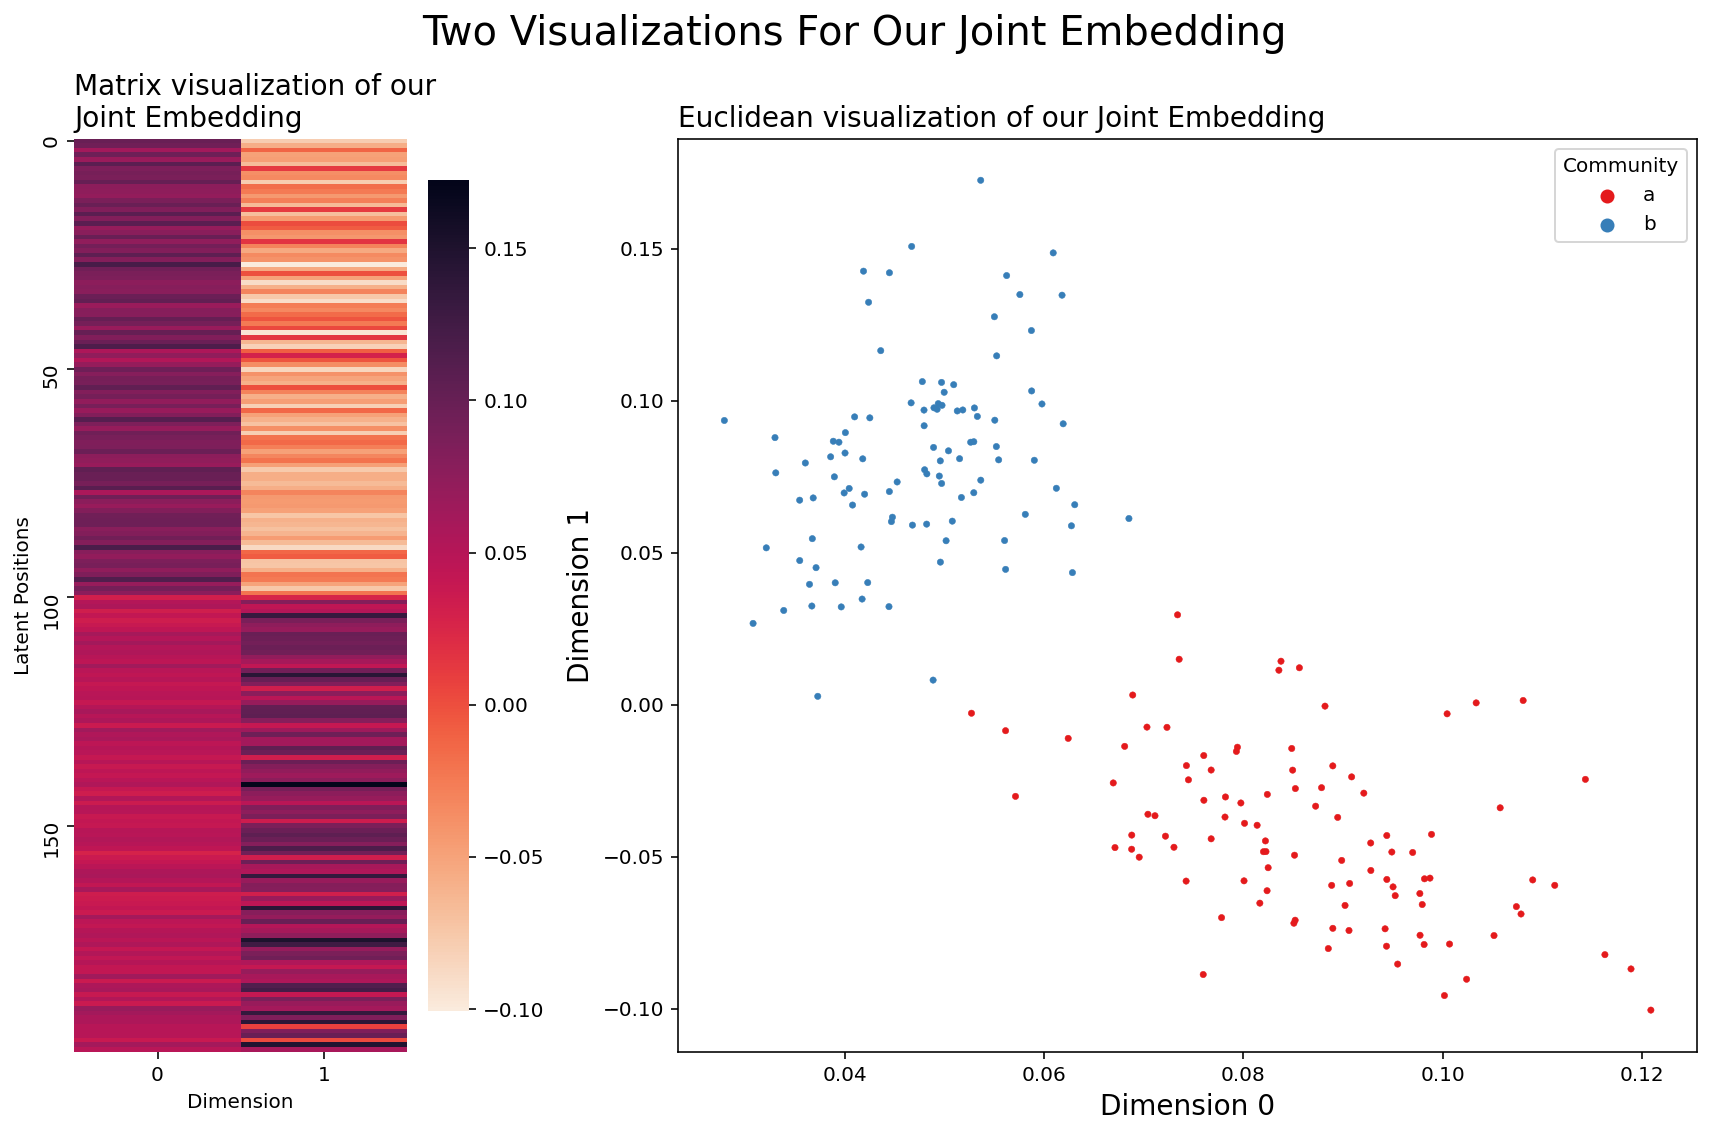 Two Visualizations For Our Joint Embedding
Matrix visualization of our
Joint Embedding
0
50
100
150
Latent Positions
0
1
Dimension
0.15
0.10
0.05
0.00
−0.05
−0.10
Euclidean visualization of our Joint Embedding
Community
a
b
0.15
0.10
0.05
0.00
−0.05
−0.10
Dimension 1
0.04
0.06
0.08
0.10
0.12
Dimension 0